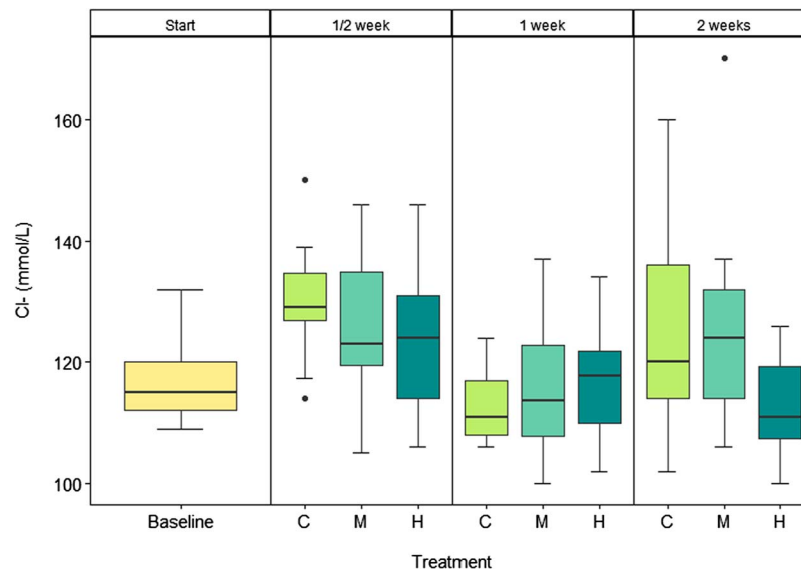 Start 1/2 week 1 week 2 weeks
Cl- (mmol/L)
160
140
120
100
Baseline C M H C M H C M H
Treatment